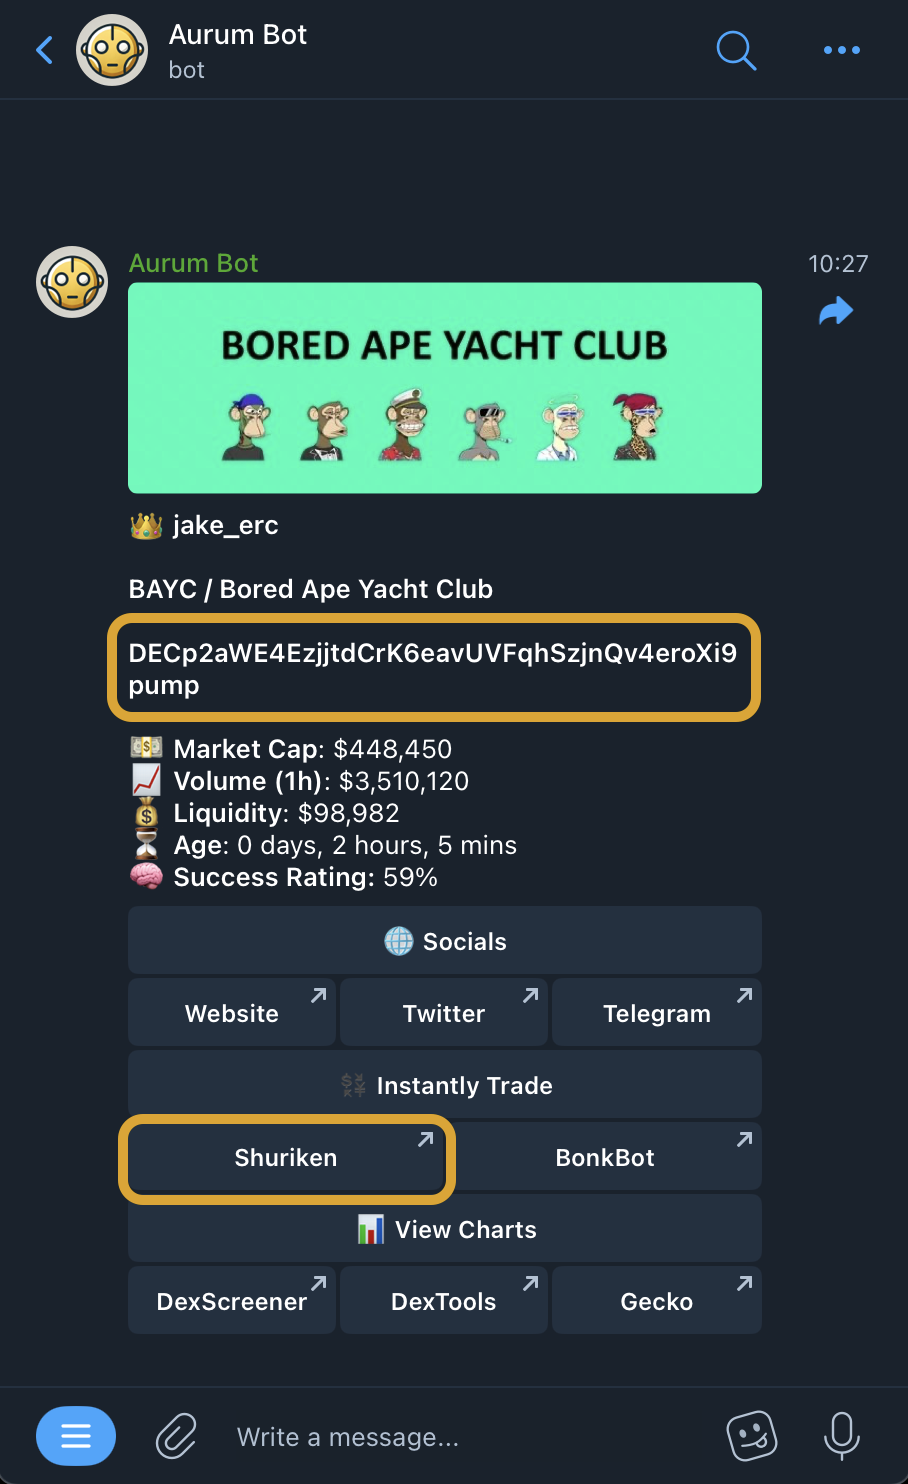 Aurum Bot
bot
Aurum Bot
10:27
BORED APE YACHT CLUB
👑 jake_erc
BAYC / Bored Ape Yacht Club
DECp2aWE4EzjjtdCrK6eavUVFqhSzjnQv4eroXi9
pump
💵 Market Cap: $448,450
📈 Volume (1h): $3,510,120
💰 Liquidity: $98,982
⏳ Age: 0 days, 2 hours, 5 mins
🧠 Success Rating: 59%
🌐 Socials
Website Twitter Telegram
💱 Instantly Trade
Shuriken BonkBot
📊 View Charts
DexScreener DexTools Gecko
Write a message...